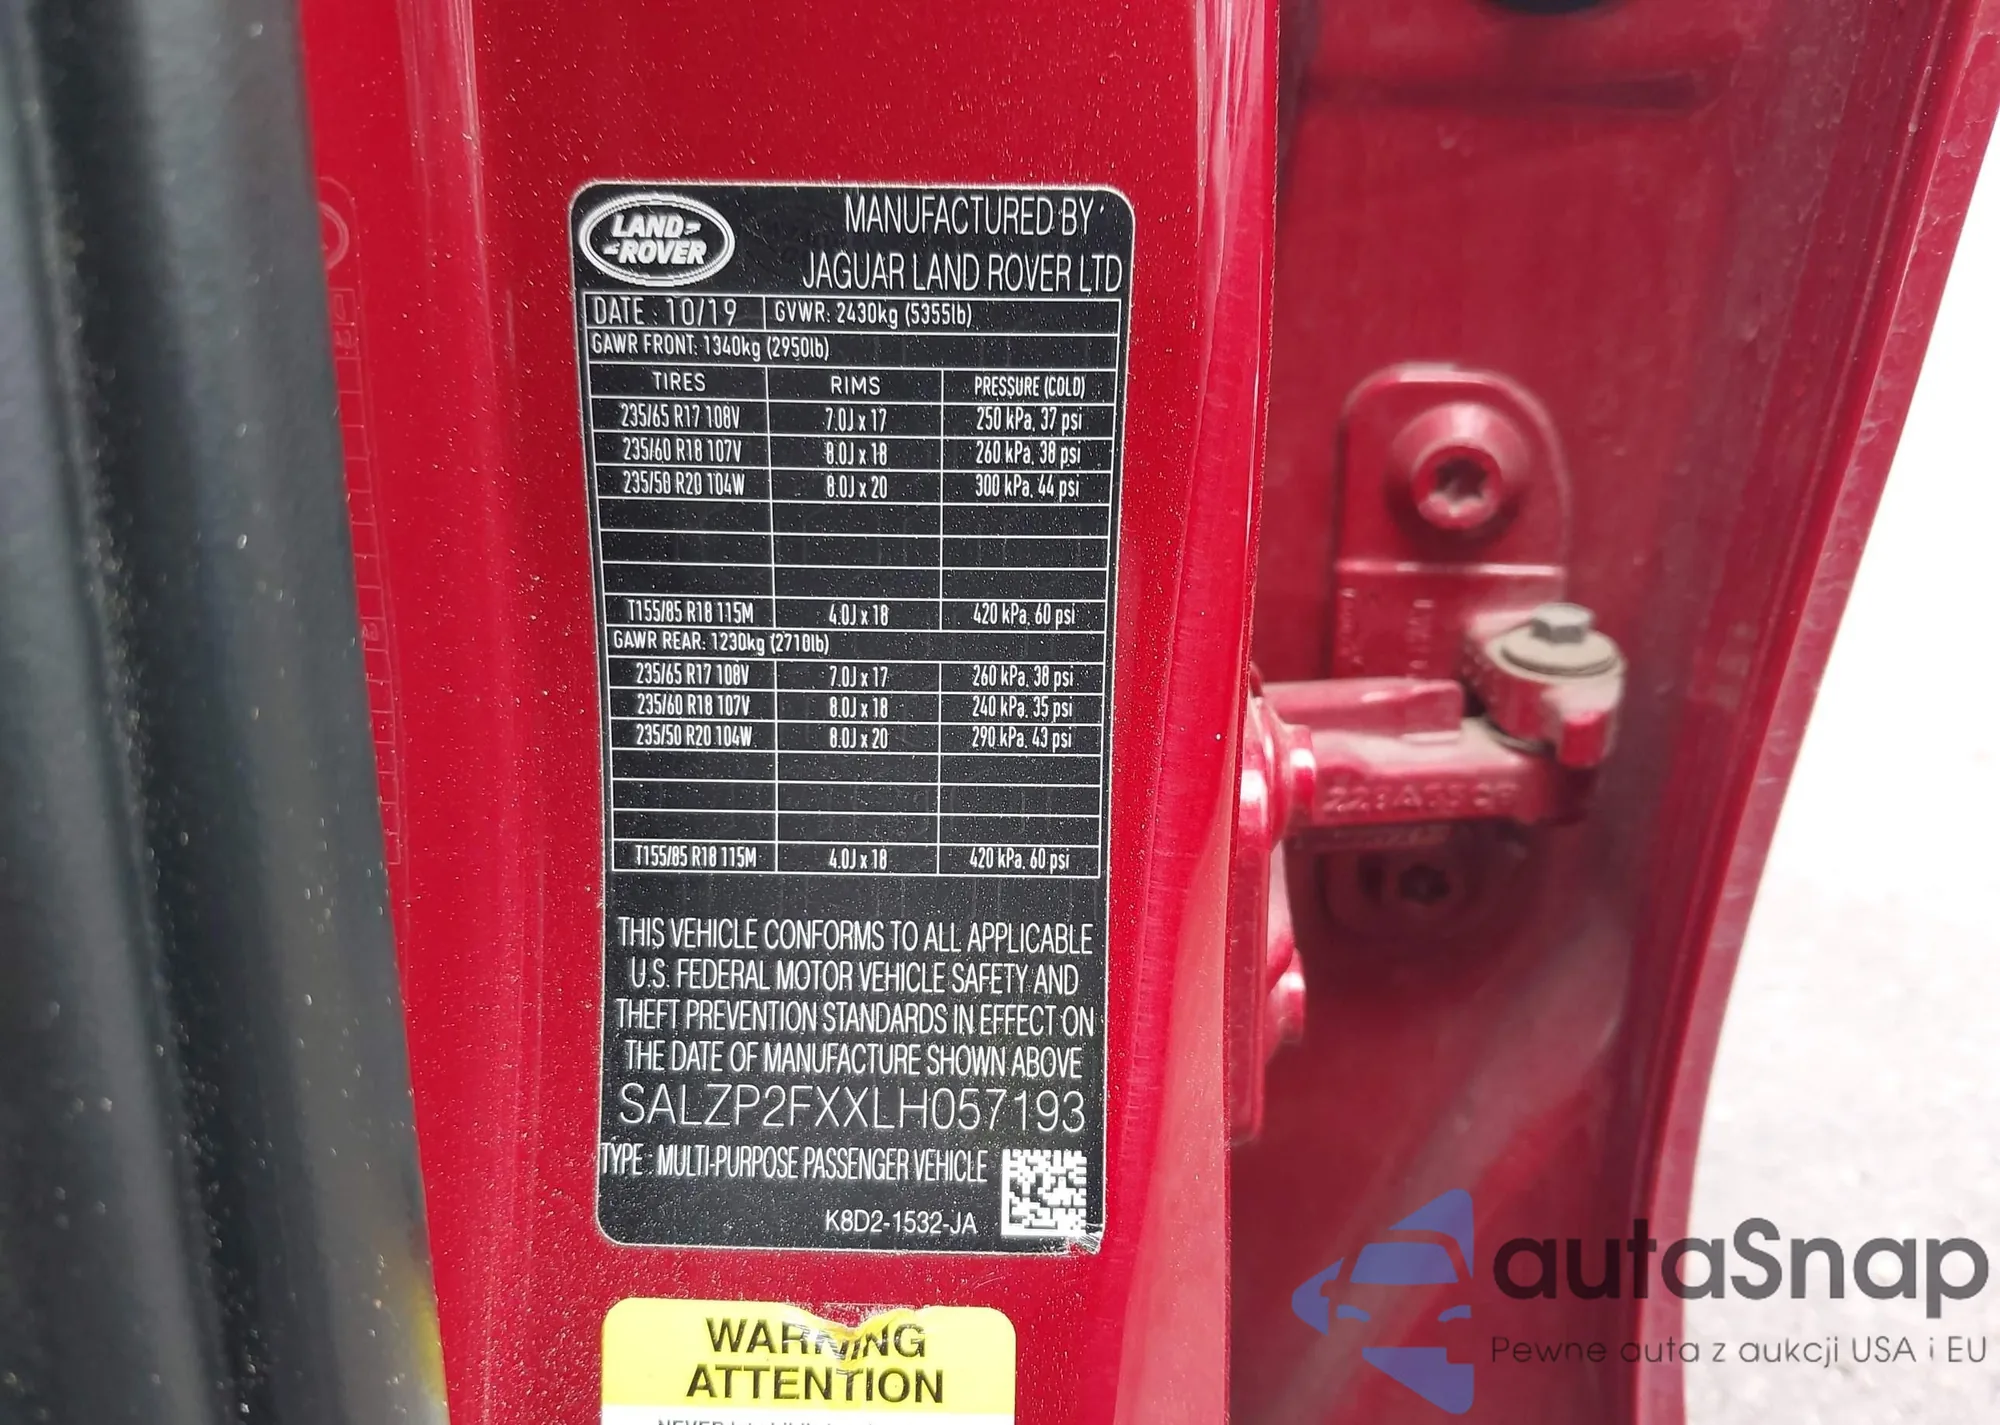 LAND-
-ROVER
MANUFACTURED BY
JAGUAR LAND ROVER LTD
DATE : 10/19 GVWR: 2430kg (5355lb)
GAWR FRONT: 1340kg (2950lb)
TIRES RIMS PRESSURE (COLD)
235/65 R17 108V 7.0J x 17 250 kPa, 37 psi
235/60 R18 107V 8.0J x 18 260 kPa, 38 psi
235/50 R20 104W 8.0J x 20 300 kPa, 44 psi
T155/85 R18 115M 4.0J x 18 420 kPa, 60 psi
GAWR REAR: 1230kg (2710lb)
235/65 R17 108V 7.0J x 17 260 kPa, 38 psi
235/60 R18 107V 8.0J x 18 240 kPa, 35 psi
235/50 R20 104W 8.0J x 20 290 kPa, 43 psi
T155/85 R18 115M 4.0J x 18 420 kPa, 60 psi
THIS VEHICLE CONFORMS TO ALL APPLICABLE
U.S. FEDERAL MOTOR VEHICLE SAFETY AND
THEFT PREVENTION STANDARDS IN EFFECT ON
THE DATE OF MANUFACTURE SHOWN ABOVE
SALZP2FXXLH057193
TYPE : MULTI-PURPOSE PASSENGER VEHICLE
K8D2-1532-JA
WARNING
ATTENTION
autaSnap
Pewne auta z aukcji USA i EU